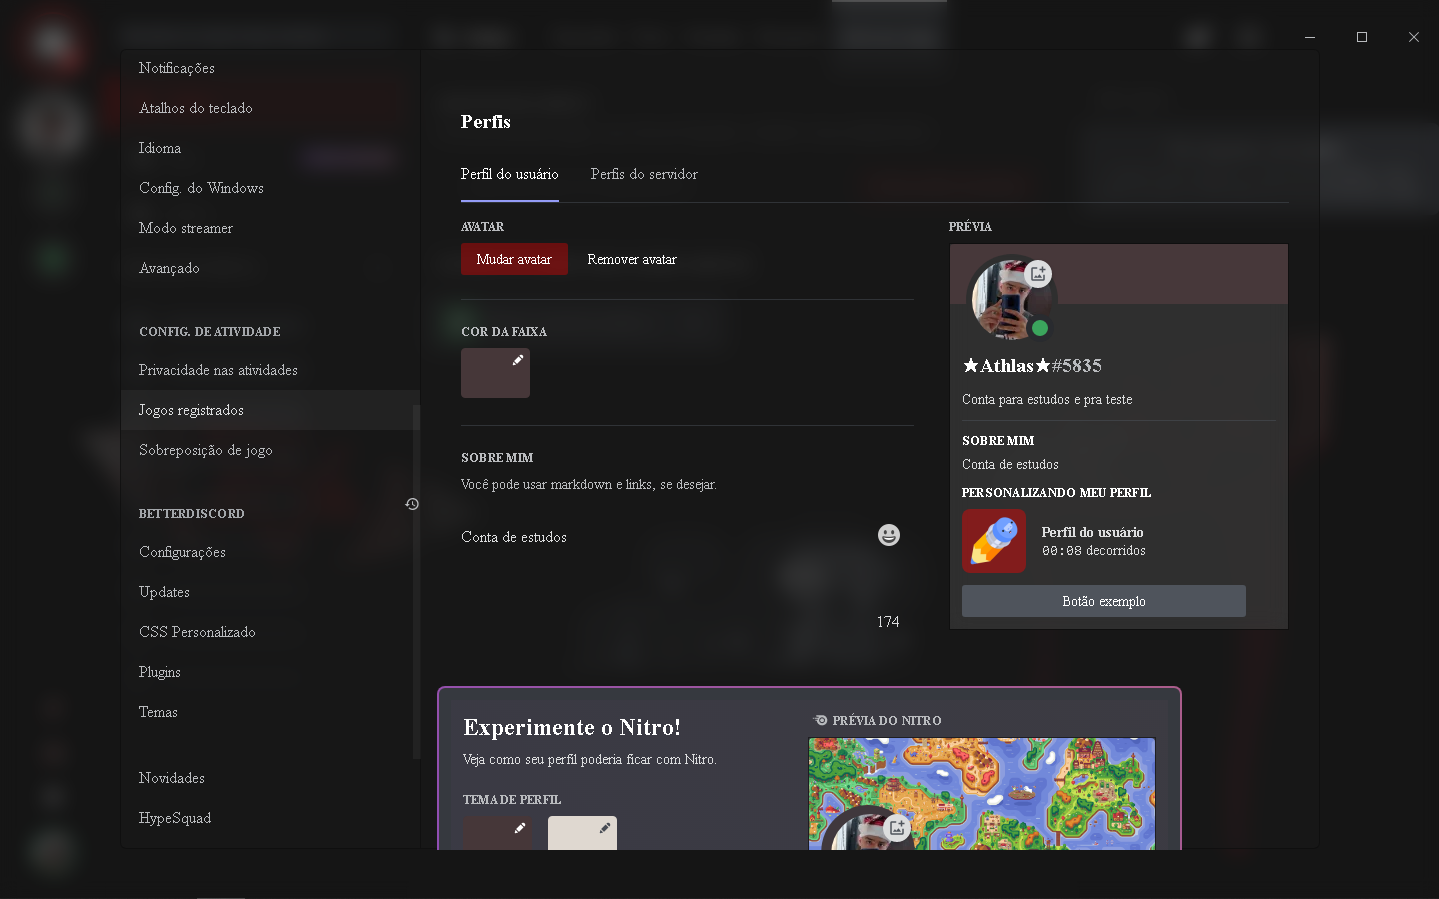 Notificações
Atalhos do teclado
Idioma
Config. do Windows
Modo streamer
Avançado
CONFIG. DE ATIVIDADE
Privacidade nas atividades
Jogos registrados
Sobreposição de jogo
BETTERDISCORD
Configurações
Updates
CSS Personalizado
Plugins
Temas
Novidades
HypeSquad
Perfis
Perfil do usuário
Perfis do servidor
AVATAR
Mudar avatar
Remover avatar
COR DA FAIXA
SOBRE MIM
Você pode usar markdown e links, se desejar.
Conta de estudos
174
PRÉVIA
★Athlas★#5835
Conta para estudos e pra teste
SOBRE MIM
Conta de estudos
PERSONALIZANDO MEU PERFIL
Perfil do usuário
00:08 decorridos
Botão exemplo
Experimente o Nitro!
Veja como seu perfil poderia ficar com Nitro.
TEMA DE PERFIL
PRÉVIA DO NITRO